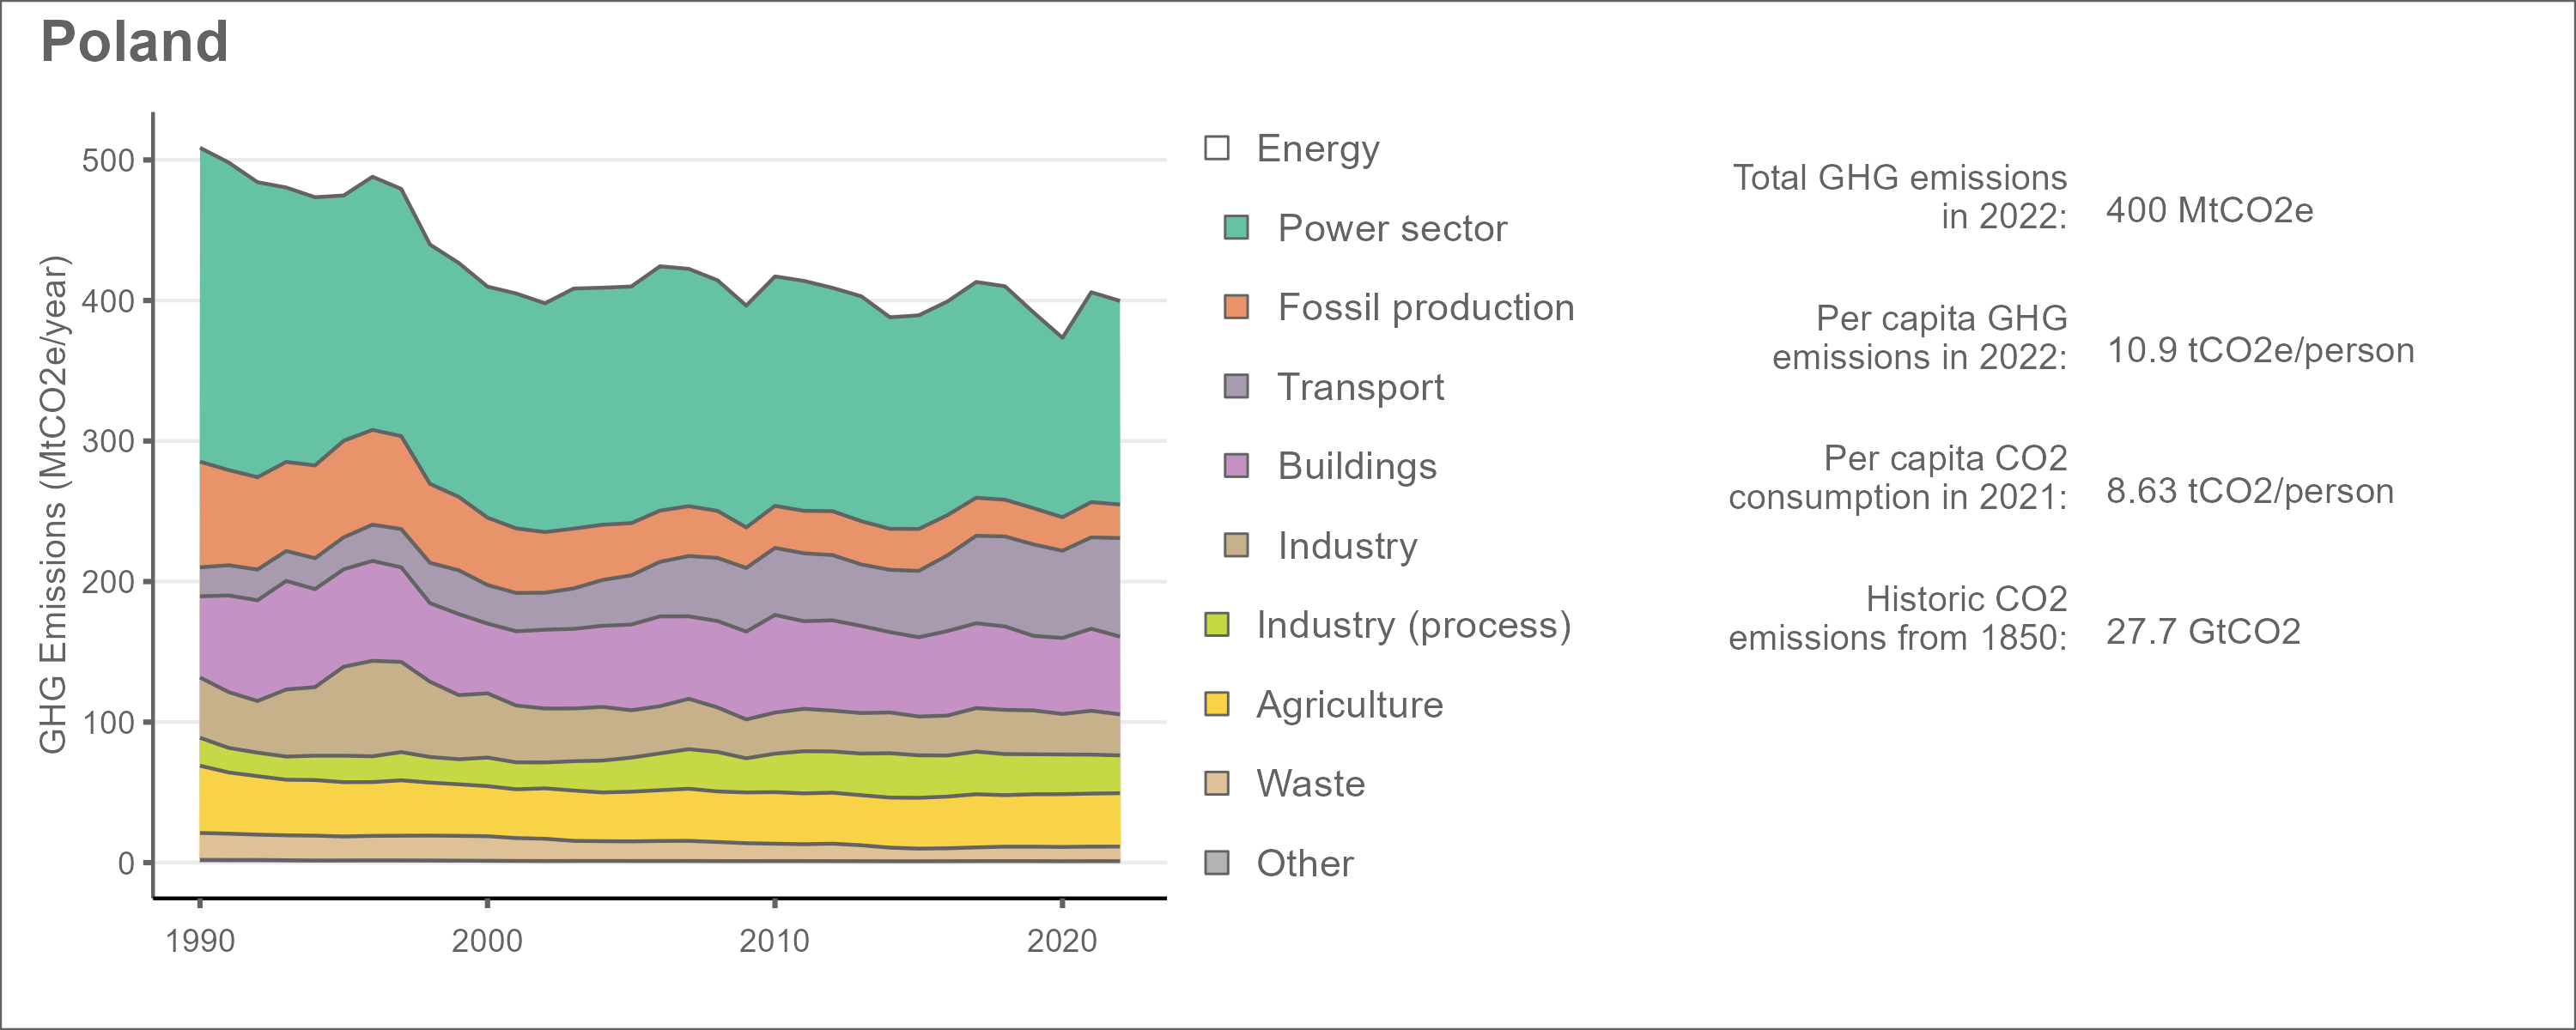 Poland
GHG Emissions (MtCO2e/year)
500
400
300
200
100
0
1990
2000
2010
2020
Energy
Power sector
Fossil production
Transport
Buildings
Industry
Industry (process)
Agriculture
Waste
Other
Total GHG emissions
in 2022:
400 MtCO2e
Per capita GHG
emissions in 2022:
10.9 tCO2e/person
Per capita CO2
consumption in 2021:
8.63 tCO2/person
Historic CO2
emissions from 1850:
27.7 GtCO2